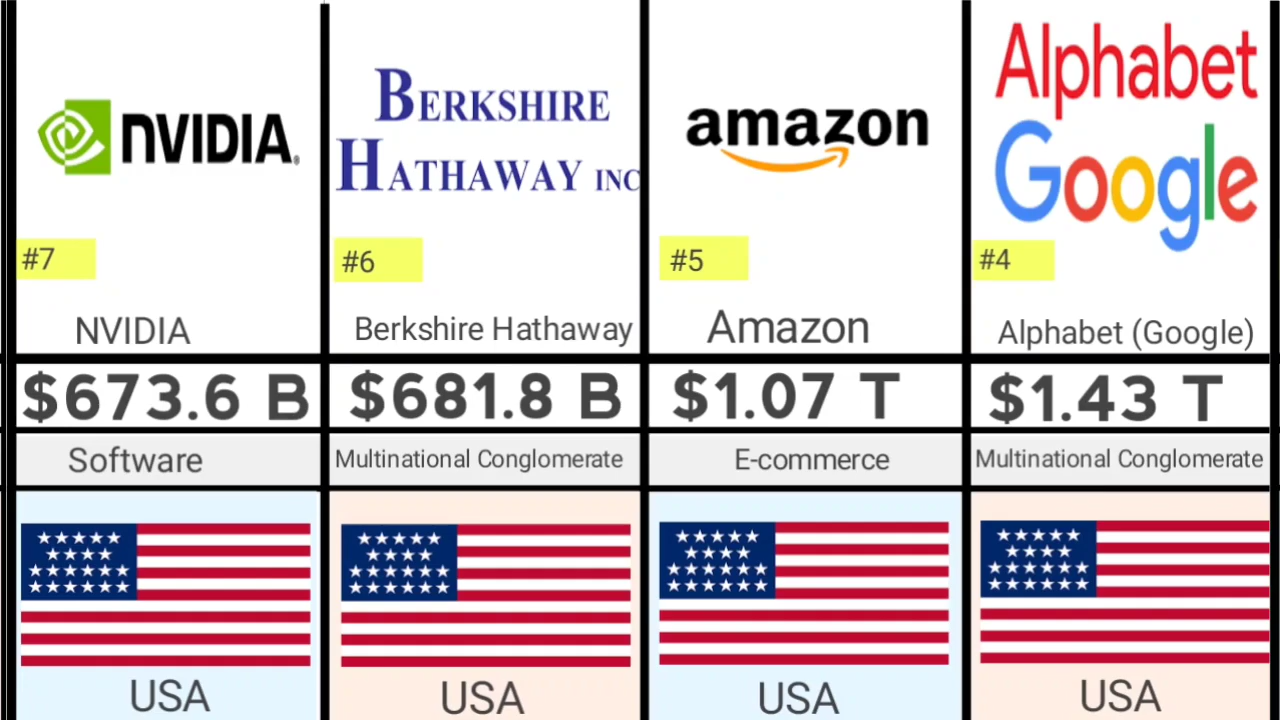 NVIDIA®
#7
NVIDIA
$673.6 B
Software
USA
BERKSHIRE
HATHAWAY INC
#6
Berkshire Hathaway
$681.8 B
Multinational Conglomerate
USA
amazon
#5
Amazon
$1.07 T
E-commerce
USA
Alphabet
Google
#4
Alphabet (Google)
$1.43 T
Multinational Conglomerate
USA